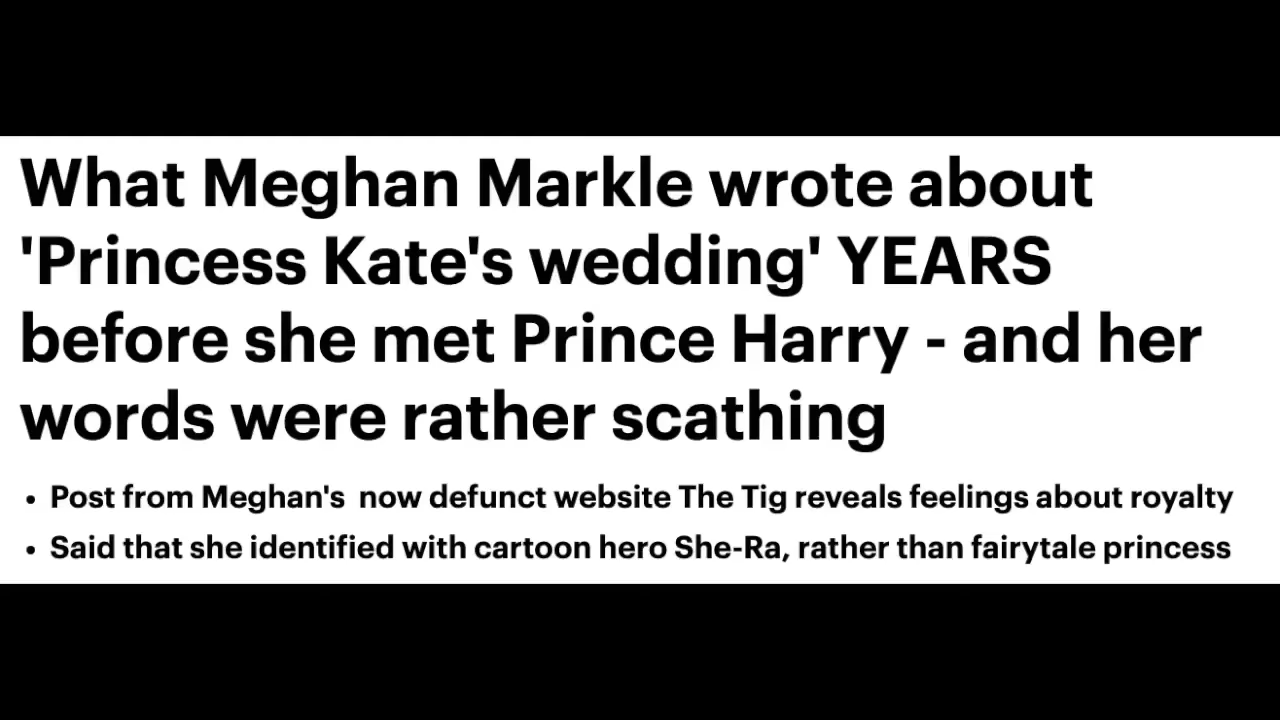 What Meghan Markle wrote about
'Princess Kate's wedding' YEARS
before she met Prince Harry - and her
words were rather scathing
• Post from Meghan's now defunct website The Tig reveals feelings about royalty
• Said that she identified with cartoon hero She-Ra, rather than fairytale princess